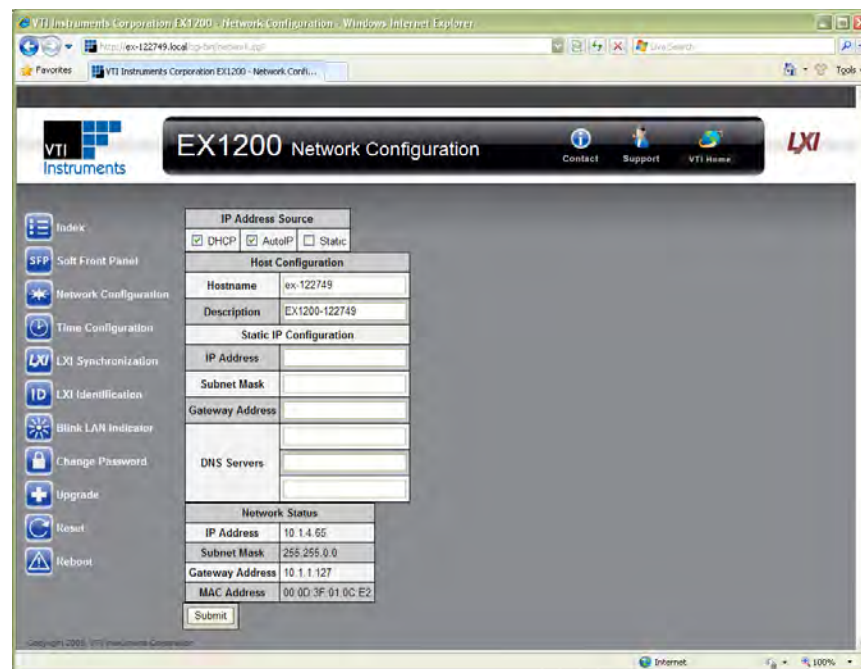 VTI Instruments Corporation EX1200 - Network Configuration - Windows Internet Explorer
http://ex-122749.local
Live Search
Favorites
VTI Instruments Corporation EX1200 - Network Confi...
Tools
VTI
Instruments
EX1200 Network Configuration
Contact
Support
VTI Home
LXI
Index
SFP Soft Front Panel
Network Configuration
Time Configuration
LXI LXI Synchronization
ID LXI Identification
Blink LAN Indicator
Change Password
Upgrade
Reset
Reboot
IP Address Source
DHCP AutoIP Static
Host Configuration
Hostname ex-122749
Description EX1200-122749
Static IP Configuration
IP Address
Subnet Mask
Gateway Address
DNS Servers
Network Status
IP Address 10.1.4.65
Subnet Mask 255.255.0.0
Gateway Address 10.1.1.127
MAC Address 00:0D:3F:01:0C:E2
Submit
VTI Instruments Corporation
Internet
100%